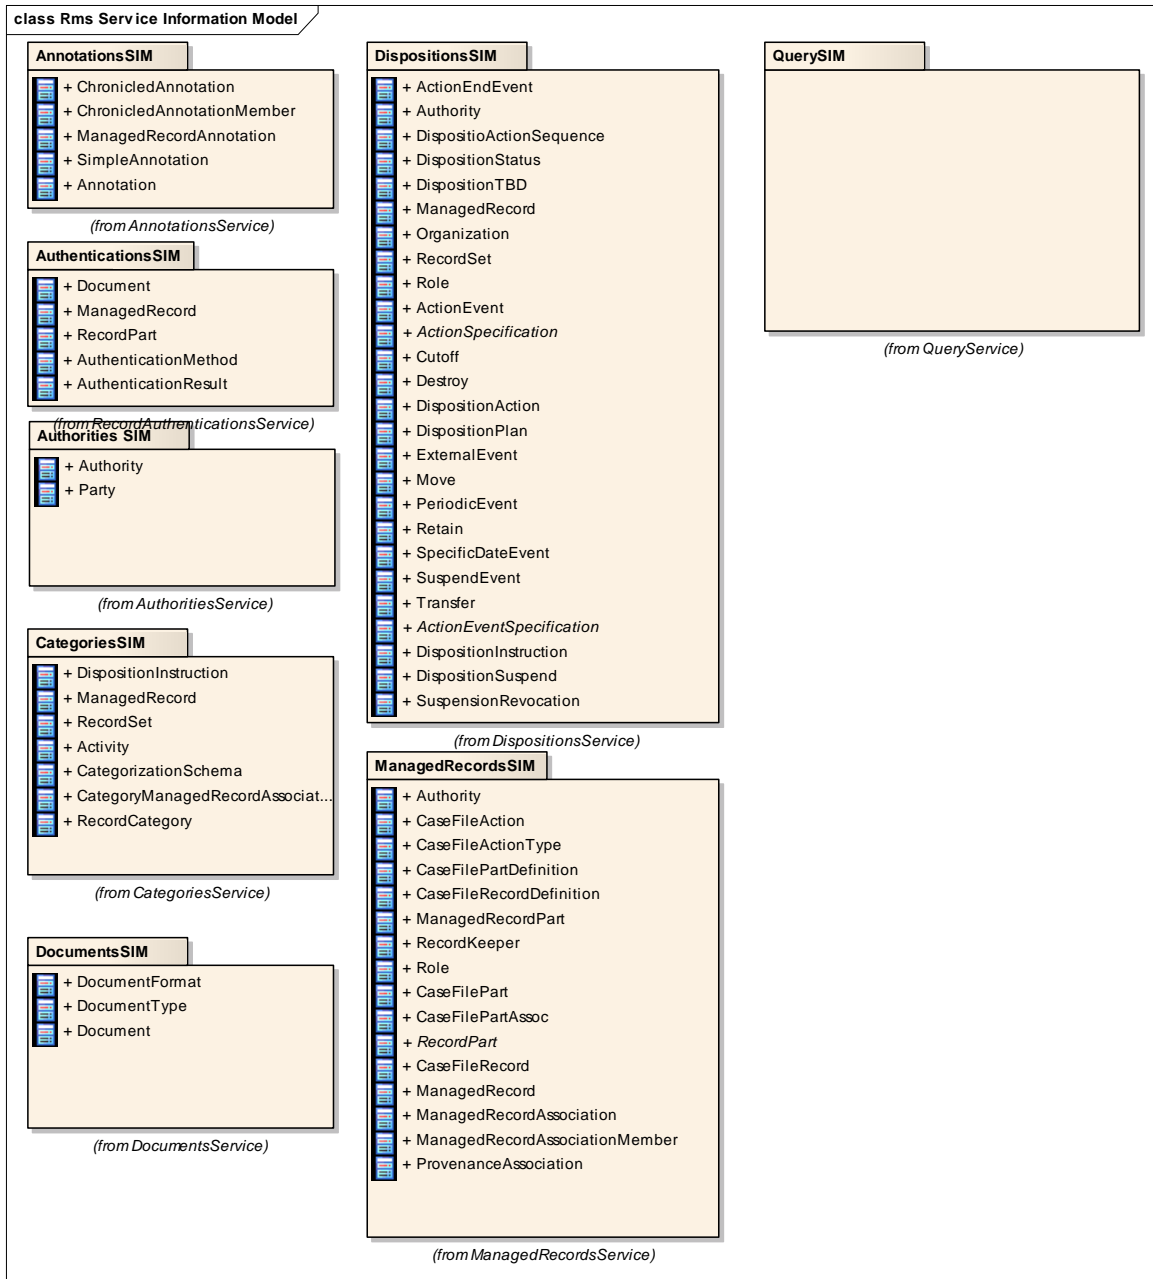 class Rms Service Information Model
AnnotationsSIM
+ ChronicledAnnotation
+ ChronicledAnnotationMember
+ ManagedRecordAnnotation
+ SimpleAnnotation
+ Annotation
(from AnnotationsService)
AuthenticationsSIM
+ Document
+ ManagedRecord
+ RecordPart
+ AuthenticationMethod
+ AuthenticationResult
(from RecordAuthenticationsService)
Authorities SIM
+ Authority
+ Party
(from AuthoritiesService)
CategoriesSIM
+ DispositionInstruction
+ ManagedRecord
+ RecordSet
+ Activity
+ CategorizationSchema
+ CategoryManagedRecordAssociat...
+ RecordCategory
(from CategoriesService)
DocumentsSIM
+ DocumentFormat
+ DocumentType
+ Document
(from DocumentsService)
DispositionsSIM
+ ActionEndEvent
+ Authority
+ DispositioActionSequence
+ DispositionStatus
+ DispositionTBD
+ ManagedRecord
+ Organization
+ RecordSet
+ Role
+ ActionEvent
+ ActionSpecification
+ Cutoff
+ Destroy
+ DispositionAction
+ DispositionPlan
+ ExternalEvent
+ Move
+ PeriodicEvent
+ Retain
+ SpecificDateEvent
+ SuspendEvent
+ Transfer
+ ActionEventSpecification
+ DispositionInstruction
+ DispositionSuspend
+ SuspensionRevocation
(from DispositionsService)
ManagedRecordsSIM
+ Authority
+ CaseFileAction
+ CaseFileActionType
+ CaseFilePartDefinition
+ CaseFileRecordDefinition
+ ManagedRecordPart
+ RecordKeeper
+ Role
+ CaseFilePart
+ CaseFilePartAssoc
+ RecordPart
+ CaseFileRecord
+ ManagedRecord
+ ManagedRecordAssociation
+ ManagedRecordAssociationMember
+ ProvenanceAssociation
(from ManagedRecordsService)
QuerySIM
(from QueryService)